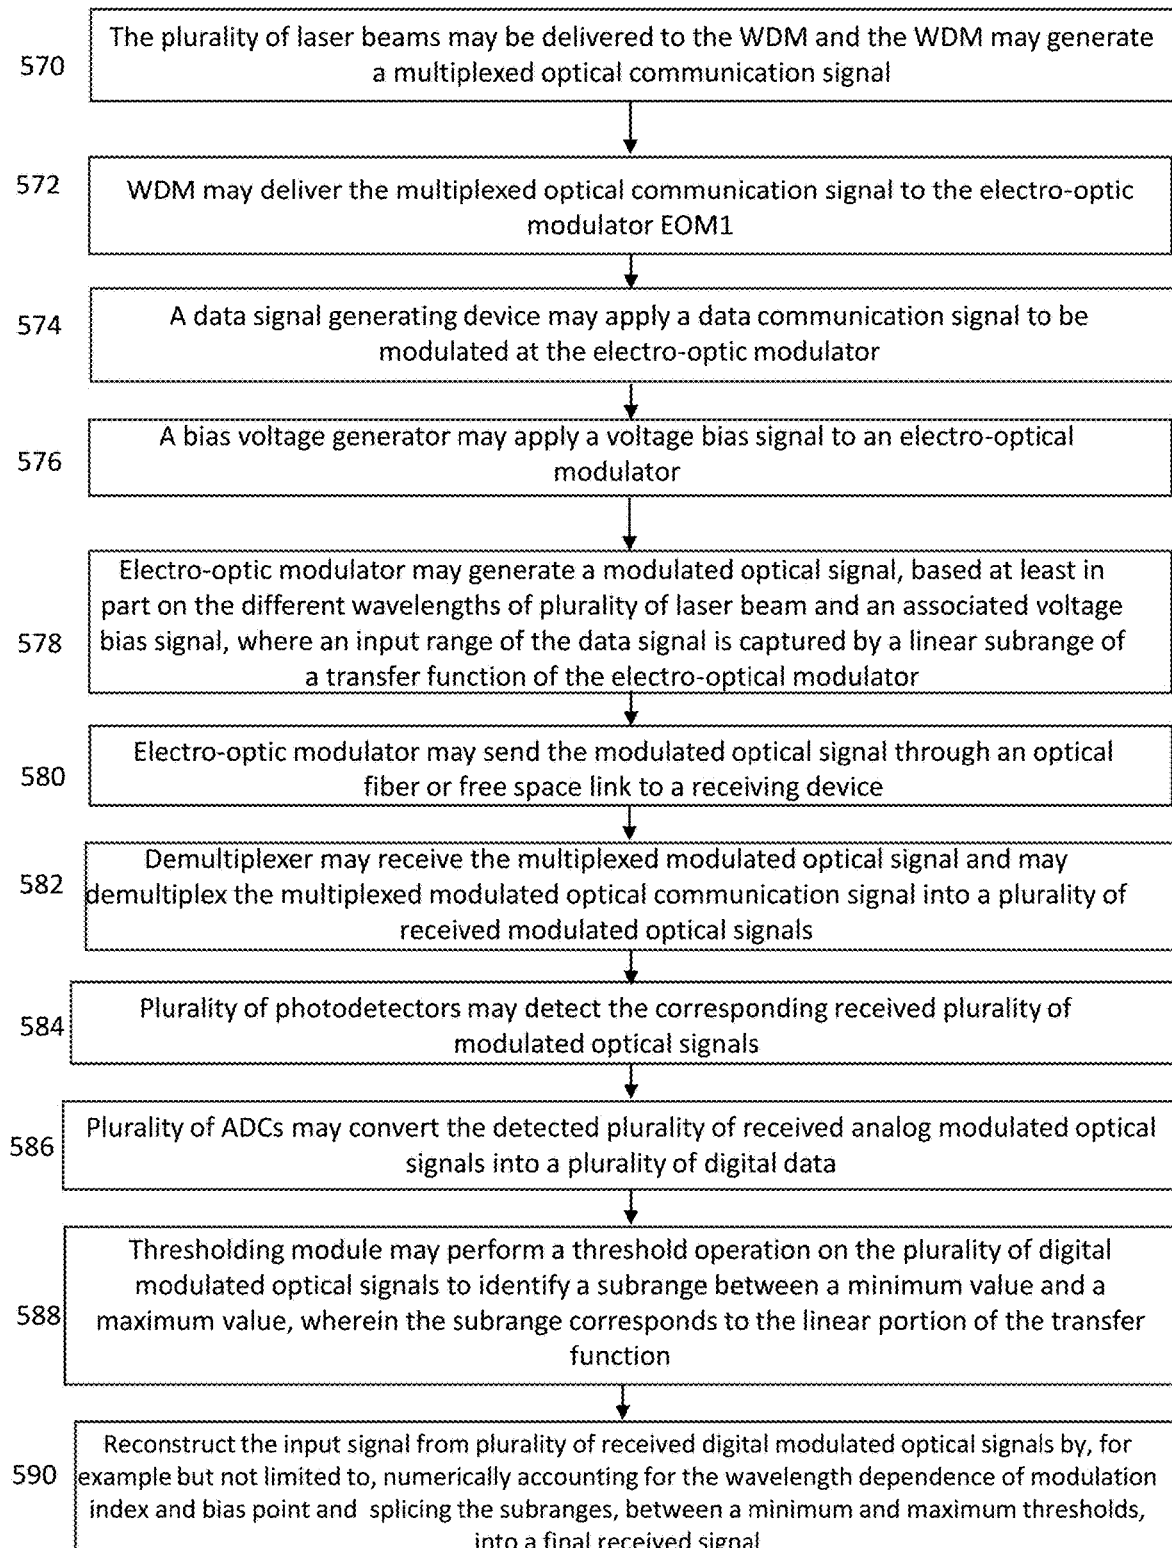 570
The plurality of laser beams may be delivered to the WDM and the WDM may generate
a multiplexed optical communication signal
572
WDM may deliver the multiplexed optical communication signal to the electro-optic
modulator EOM1
574
A data signal generating device may apply a data communication signal to be
modulated at the electro-optic modulator
576
A bias voltage generator may apply a voltage bias signal to an electro-optical
modulator
578
Electro-optic modulator may generate a modulated optical signal, based at least in
part on the different wavelengths of plurality of laser beam and an associated voltage
bias signal, where an input range of the data signal is captured by a linear subrange of
a transfer function of the electro-optical modulator
580
Electro-optic modulator may send the modulated optical signal through an optical
fiber or free space link to a receiving device
582
Demultiplexer may receive the multiplexed modulated optical signal and may
demultiplex the multiplexed modulated optical communication signal into a plurality of
received modulated optical signals
584
Plurality of photodetectors may detect the corresponding received plurality of
modulated optical signals
586
Plurality of ADCs may convert the detected plurality of received analog modulated optical
signals into a plurality of digital data
588
Thresholding module may perform a threshold operation on the plurality of digital
modulated optical signals to identify a subrange between a minimum value and a
maximum value, wherein the subrange corresponds to the linear portion of the transfer
function
590
Reconstruct the input signal from plurality of received digital modulated optical signals by, for
example but not limited to, numerically accounting for the wavelength dependence of modulation
index and bias point and splicing the subranges, between a minimum and maximum thresholds,
into a final received signal